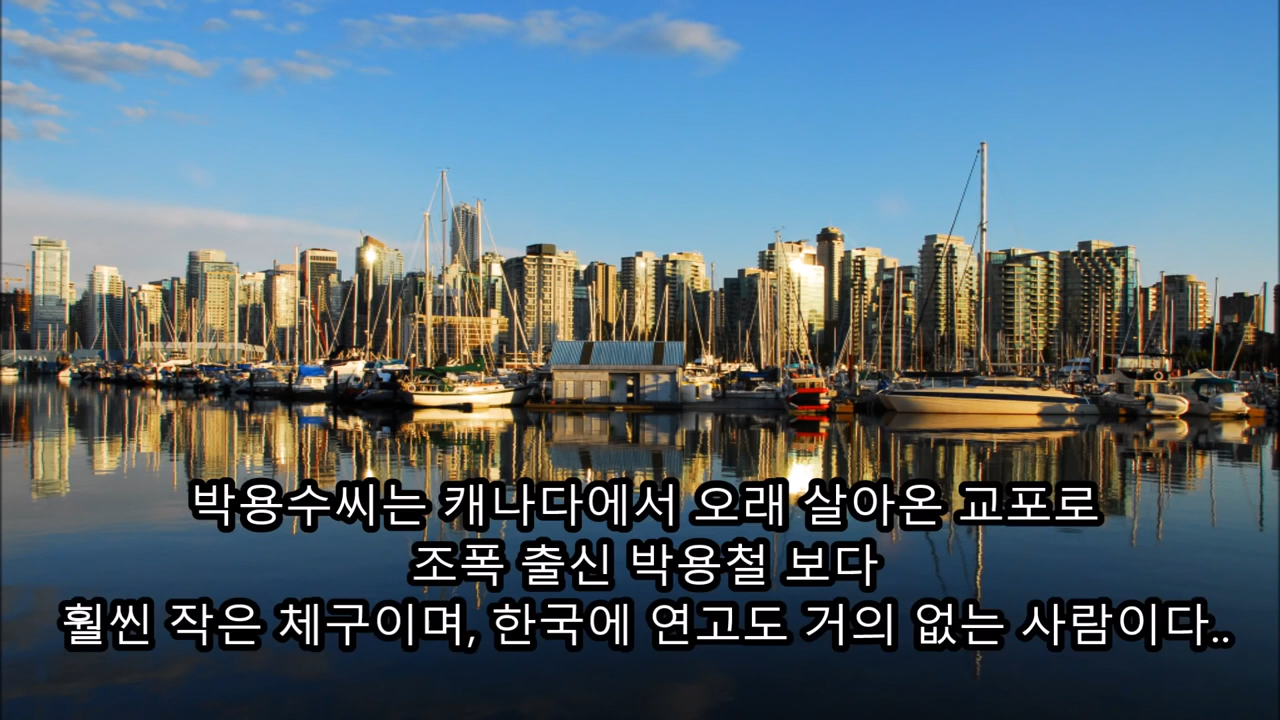 박용수씨는 캐나다에서 오래 살아온 교포로
조폭 출신 박용철 보다
훨씬 작은 체구이며, 한국에 연고도 거의 없는 사람이다..